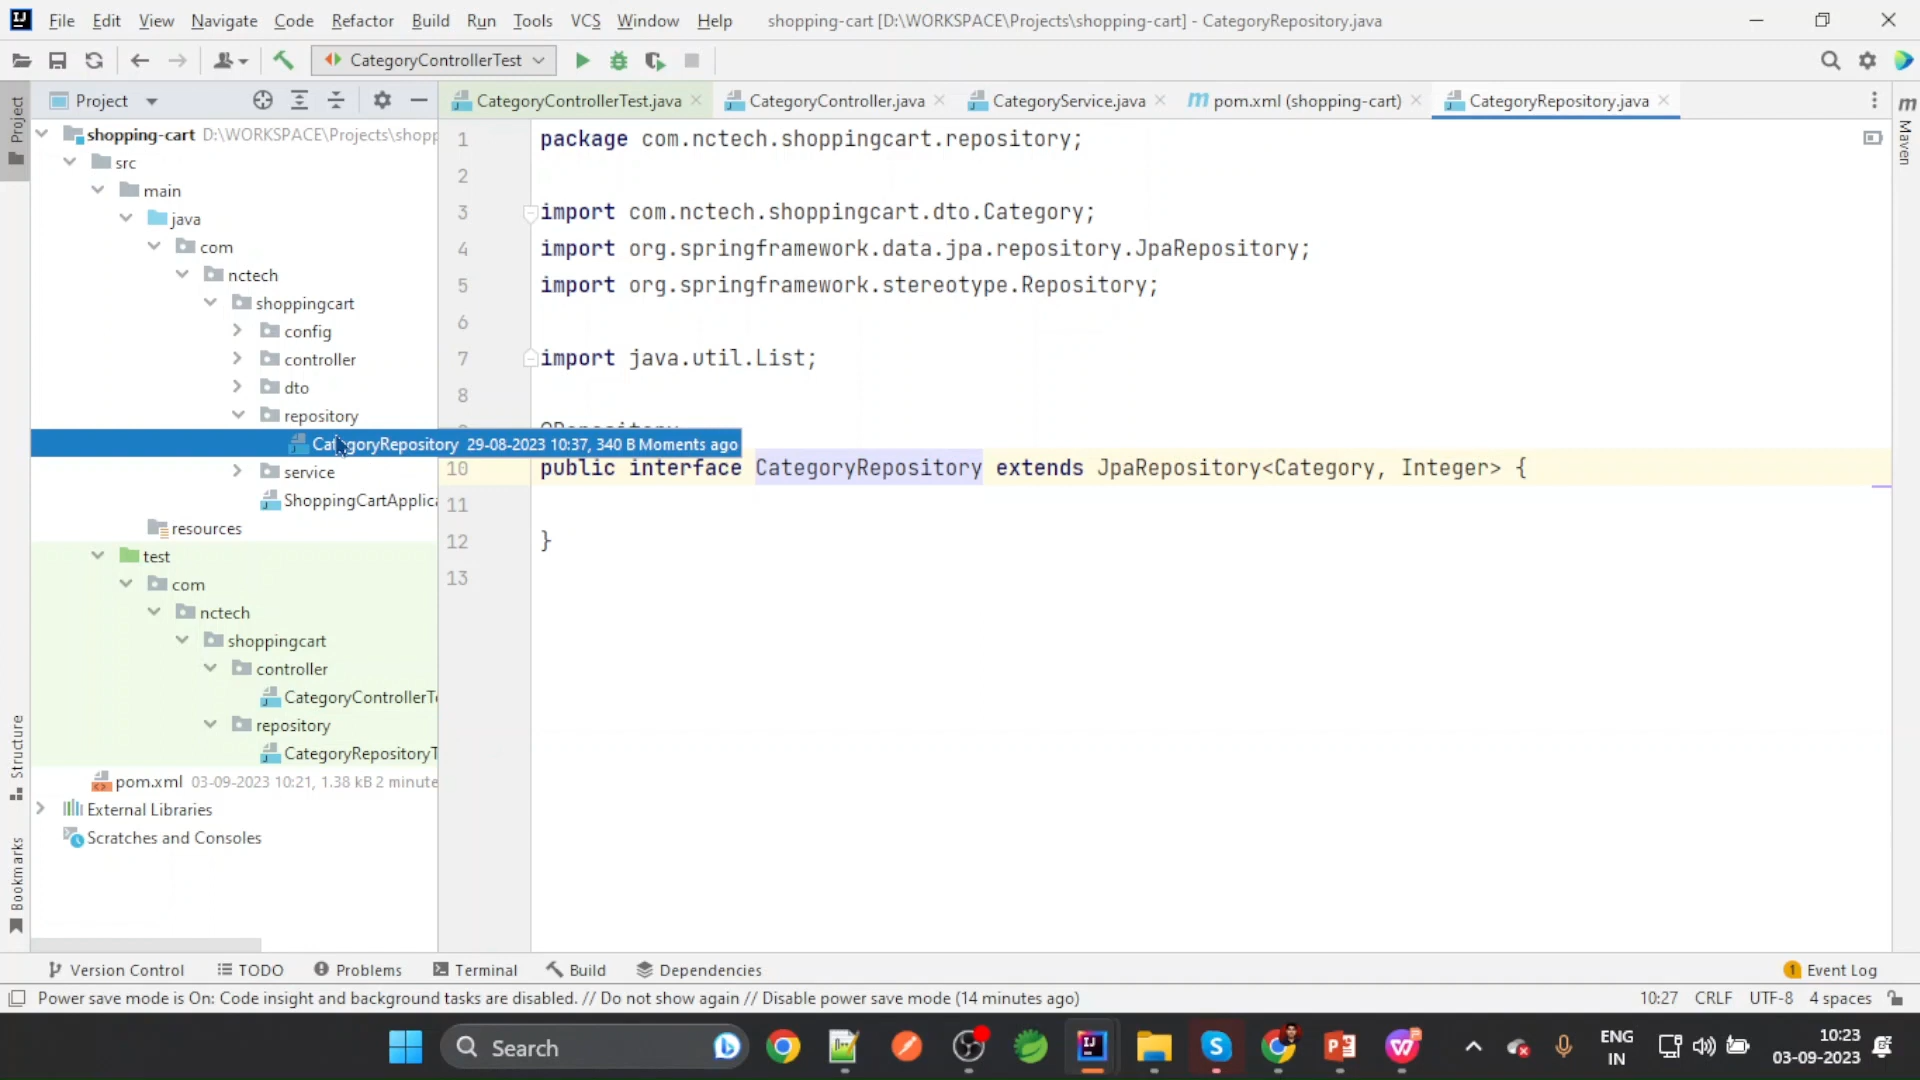 File Edit View Navigate Code Refactor Build Run Tools VCS Window Help shopping-cart [D:\WORKSPACE\Projects\shopping-cart] - CategoryRepository.java
CategoryControllerTest
Project
CategoryControllerTest.java
CategoryController.java
CategoryService.java
pom.xml (shopping-cart)
CategoryRepository.java
Project
Maven
shopping-cart D:\WORKSPACE\Projects\shopp
src
main
java
com
nctech
shoppingcart
config
controller
dto
repository
CategoryRepository 29-08-2023 10:37, 340 B Moments ago
service
ShoppingCartApplica
resources
test
com
nctech
shoppingcart
controller
CategoryControllerTe
repository
CategoryRepositoryT
pom.xml 03-09-2023 10:21, 1.38 kB 2 minute
External Libraries
Scratches and Consoles
Structure
Bookmarks
1 package com.nctech.shoppingcart.repository;
2
3 import com.nctech.shoppingcart.dto.Category;
4 import org.springframework.data.jpa.repository.JpaRepository;
5 import org.springframework.stereotype.Repository;
6
7 import java.util.List;
8
@Repository
10 public interface CategoryRepository extends JpaRepository<Category, Integer> {
11
12 }
13
Version Control TODO Problems Terminal Build Dependencies 1 Event Log
Power save mode is On: Code insight and background tasks are disabled. // Do not show again // Disable power save mode (14 minutes ago) 10:27 CRLF UTF-8 4 spaces
Search
ENG
IN
10:23
03-09-2023